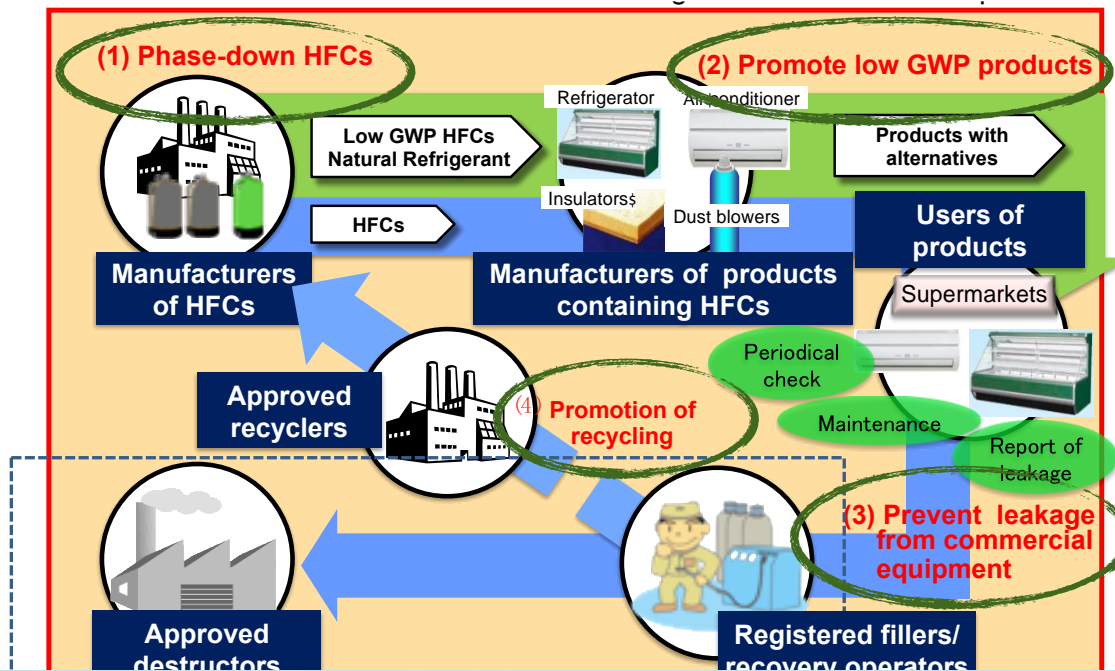 (1) Phase-down HFCs
(2) Promote low GWP products
Refrigerator
Air conditioner
Low GWP HFCs
Natural Refrigerant
Products with
alternatives
Insulators$
Dust blowers
HFCs
Users of
products
Manufacturers
of HFCs
Manufacturers of products
containing HFCs
Supermarkets
Periodical
check
Approved
recyclers
(4) Promotion of
recycling
Maintenance
Report of
leakage
(3) Prevent leakage
from commercial
equipment
Approved
destructors
Registered fillers/
recovery operators